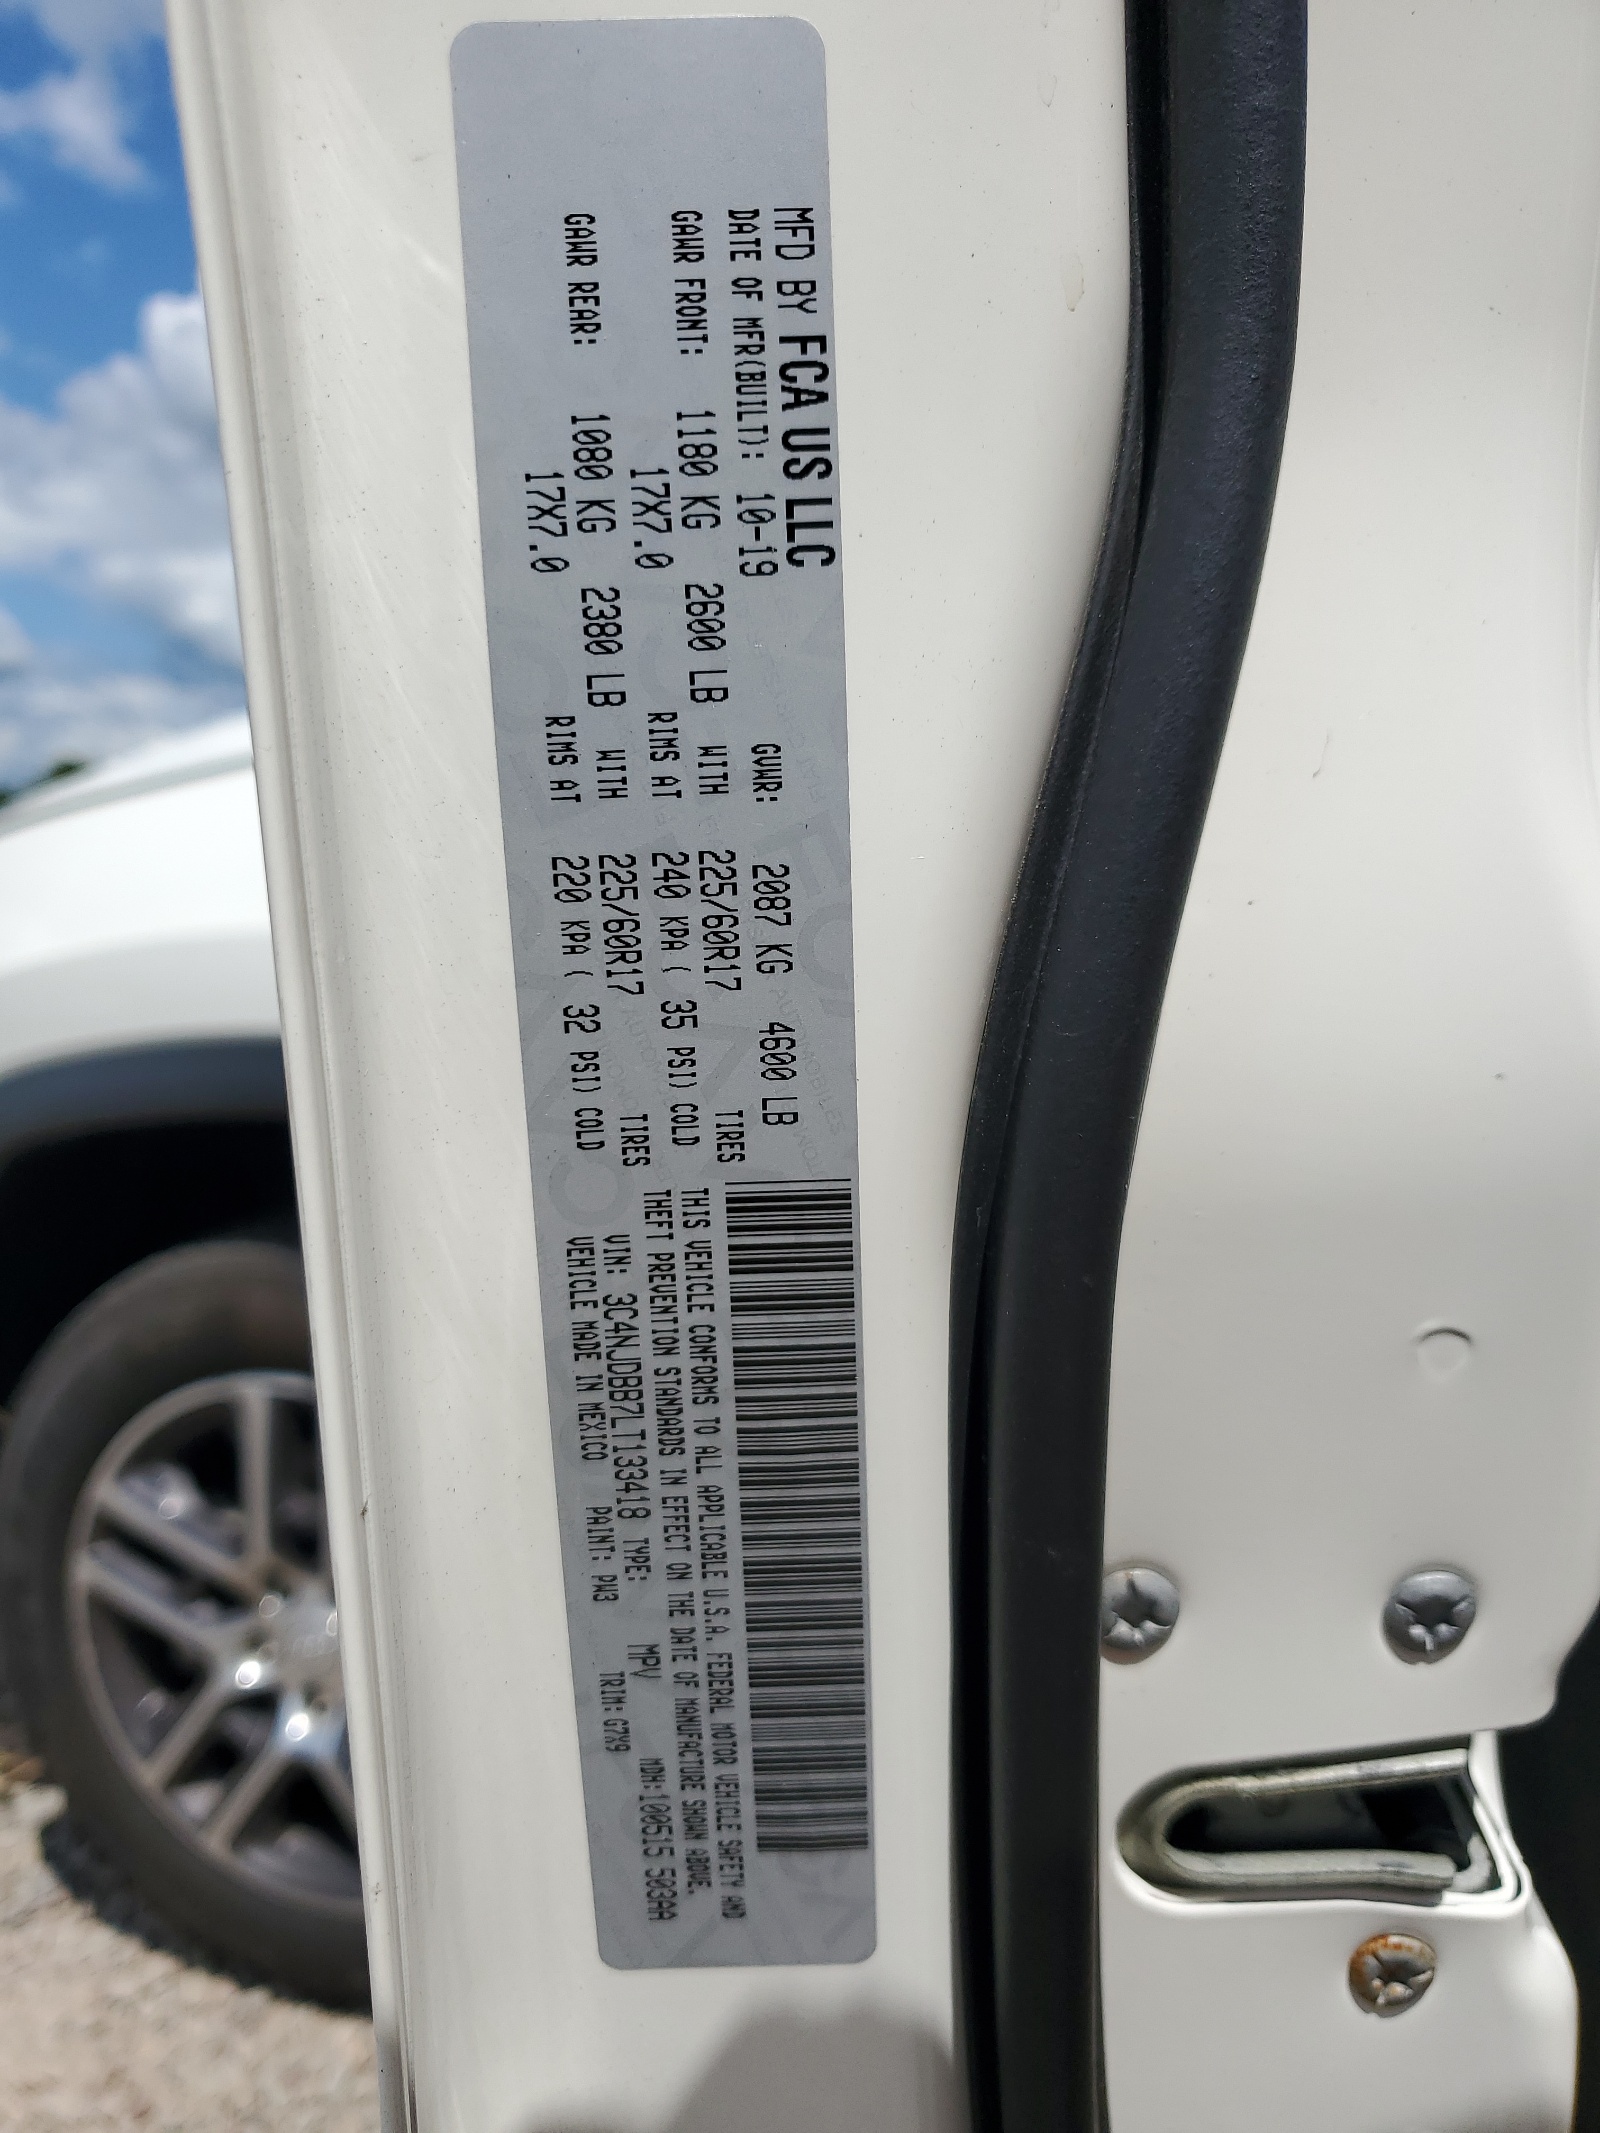 MFD BY FCA US LLC
DATE OF MFR(BUILT): 10-19 GVWR: 2087 KG 4600 LB
GAWR FRONT: 1180 KG 2600 LB WITH 225/60R17 TIRES
17X7.0 RIMS AT 240 KPA ( 35 PSI) COLD
GAWR REAR: 1080 KG 2380 LB WITH 225/60R17 TIRES
17X7.0 RIMS AT 220 KPA ( 32 PSI) COLD
THIS VEHICLE CONFORMS TO ALL APPLICABLE U.S.A. FEDERAL MOTOR VEHICLE SAFETY AND
THEFT PREVENTION STANDARDS IN EFFECT ON THE DATE OF MANUFACTURE SHOWN ABOVE.
VIN: 3C4NJDBB7LT133418 TYPE: MPV MDH:100515 503AA
VEHICLE MADE IN MEXICO PAINT: PW3 TRIM: G7X9